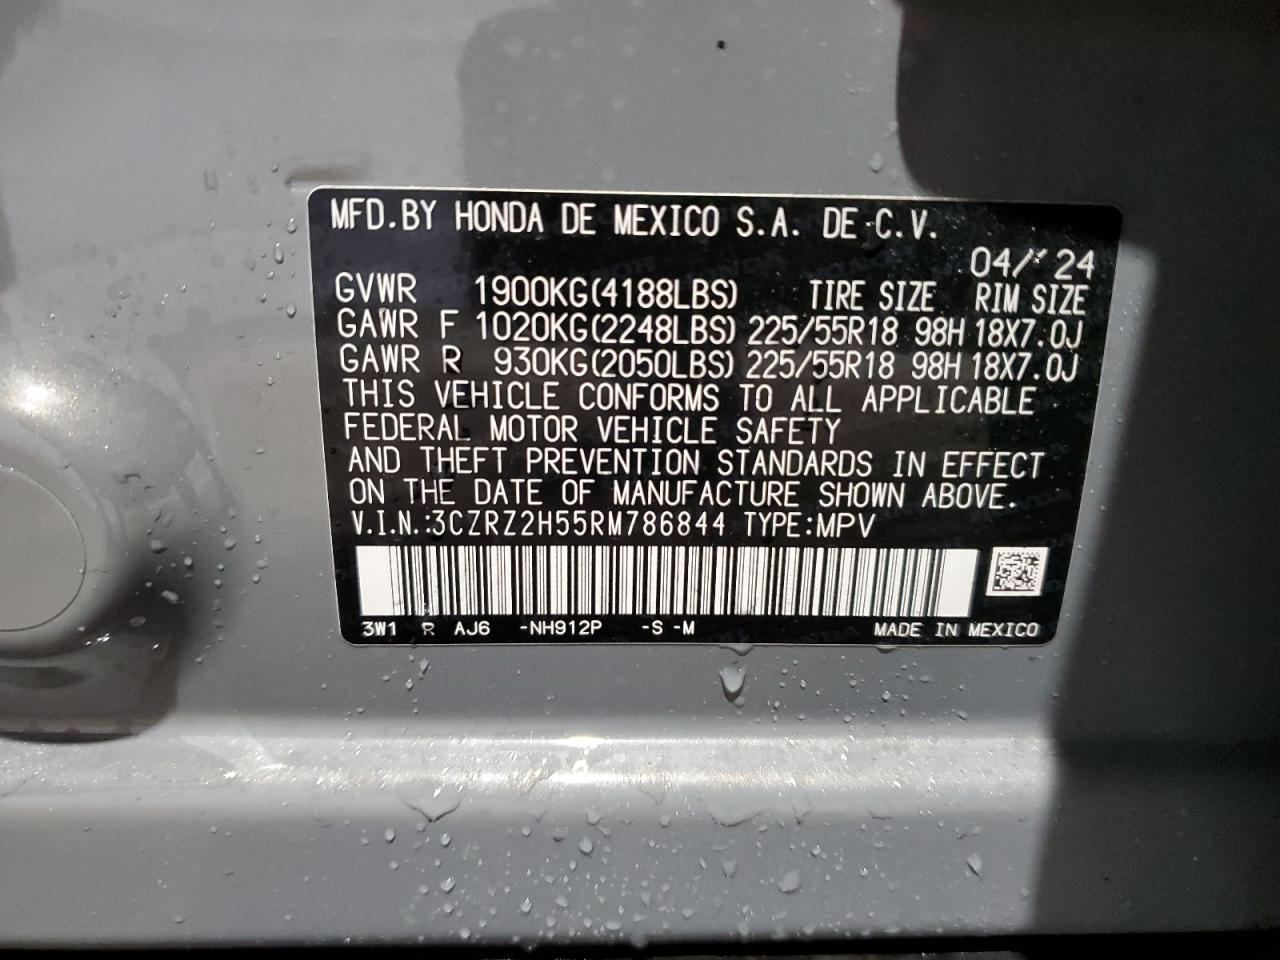 MFD.BY HONDA DE MEXICO S.A. DE C.V.
04/ 24
GVWR 1900KG(4188LBS) TIRE SIZE RIM SIZE
GAWR F 1020KG(2248LBS) 225/55R18 98H 18X7.0J
GAWR R 930KG(2050LBS) 225/55R18 98H 18X7.0J
THIS VEHICLE CONFORMS TO ALL APPLICABLE
FEDERAL MOTOR VEHICLE SAFETY
AND THEFT PREVENTION STANDARDS IN EFFECT
ON THE DATE OF MANUFACTURE SHOWN ABOVE.
V.I.N.:3CZRZ2H55RM786844 TYPE:MPV
3W1 R AJ6 -NH912P -S -M MADE IN MEXICO